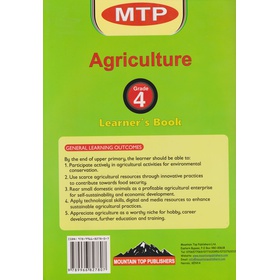 MTP
Agriculture
Grade
4
Learner's Book
GENERAL LEARNING OUTCOMES
By the end of upper primary, the learner should be able to:
1. Participate actively in agricultural activities for environmental
conservation.
2. Use scarce agricultural resources through innovative practices
to contribute towards food security.
3. Rear small domestic animals as a profitable agricultural enterprise
for self-sustainability and economic development.
4. Apply technological skills, digital and media resources to enhance
sustainable agricultural practices.
5. Appreciate agriculture as a worthy niche for hobby, career
development, further education and training.
MOUNTAIN TOP PUBLISHERS